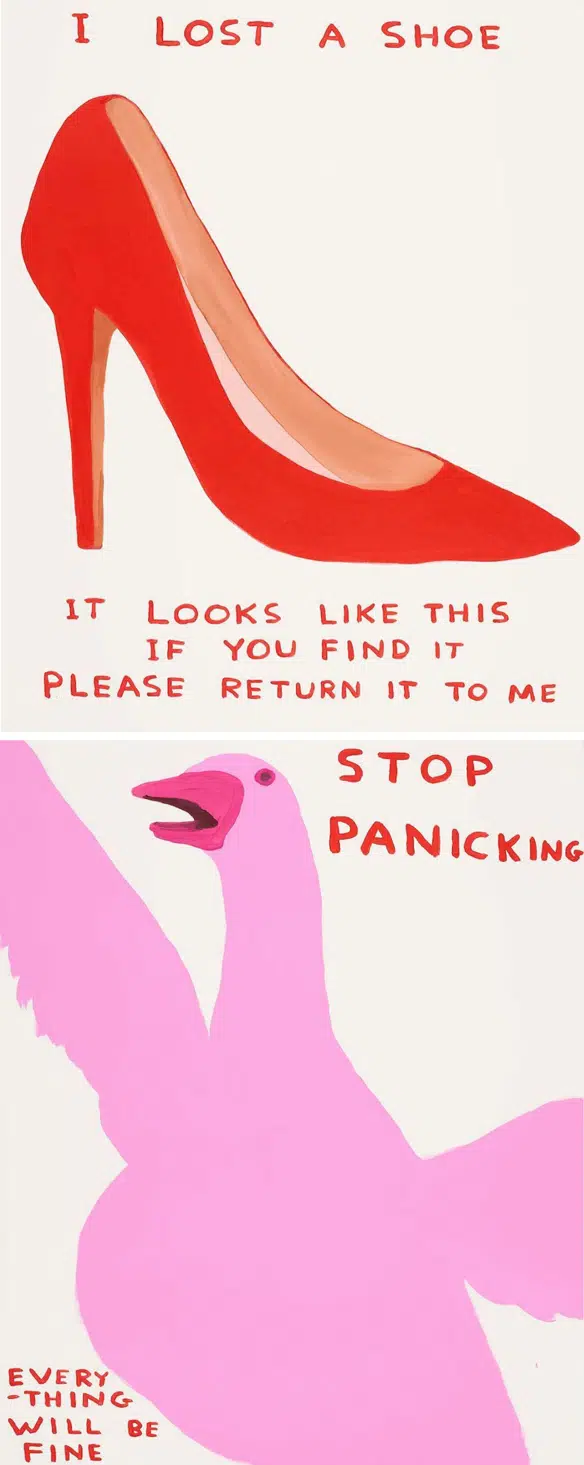 I LOST A SHOE
IT LOOKS LIKE THIS
IF YOU FIND IT
PLEASE RETURN IT TO ME
STOP
PANICKING
EVERY
-THING
WILL BE
FINE